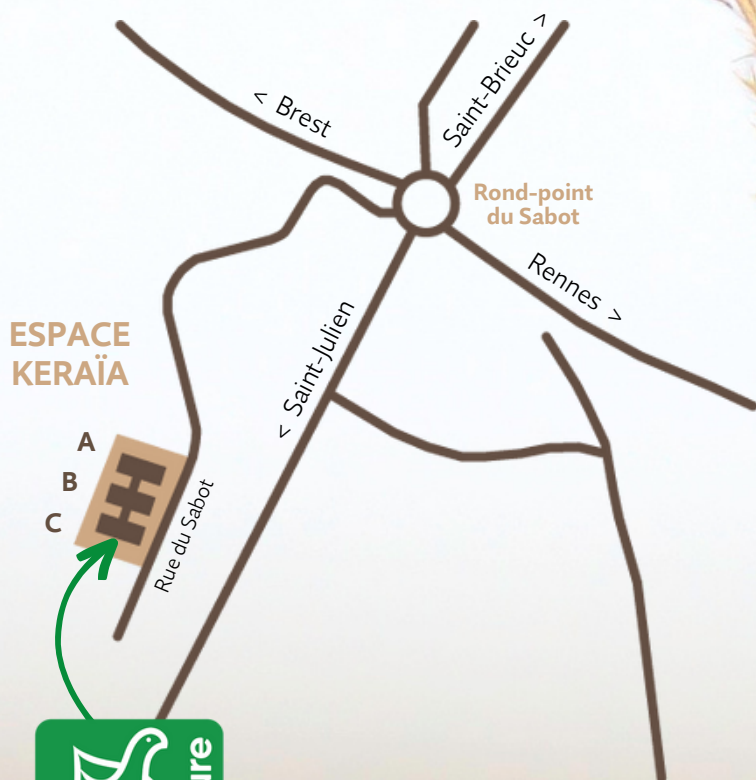 < Brest
Saint-Brieuc >
Rond-point
du Sabot
Rennes >
< Saint-Julien
ESPACE
KERAÏA
A
B
C
Rue du Sabot